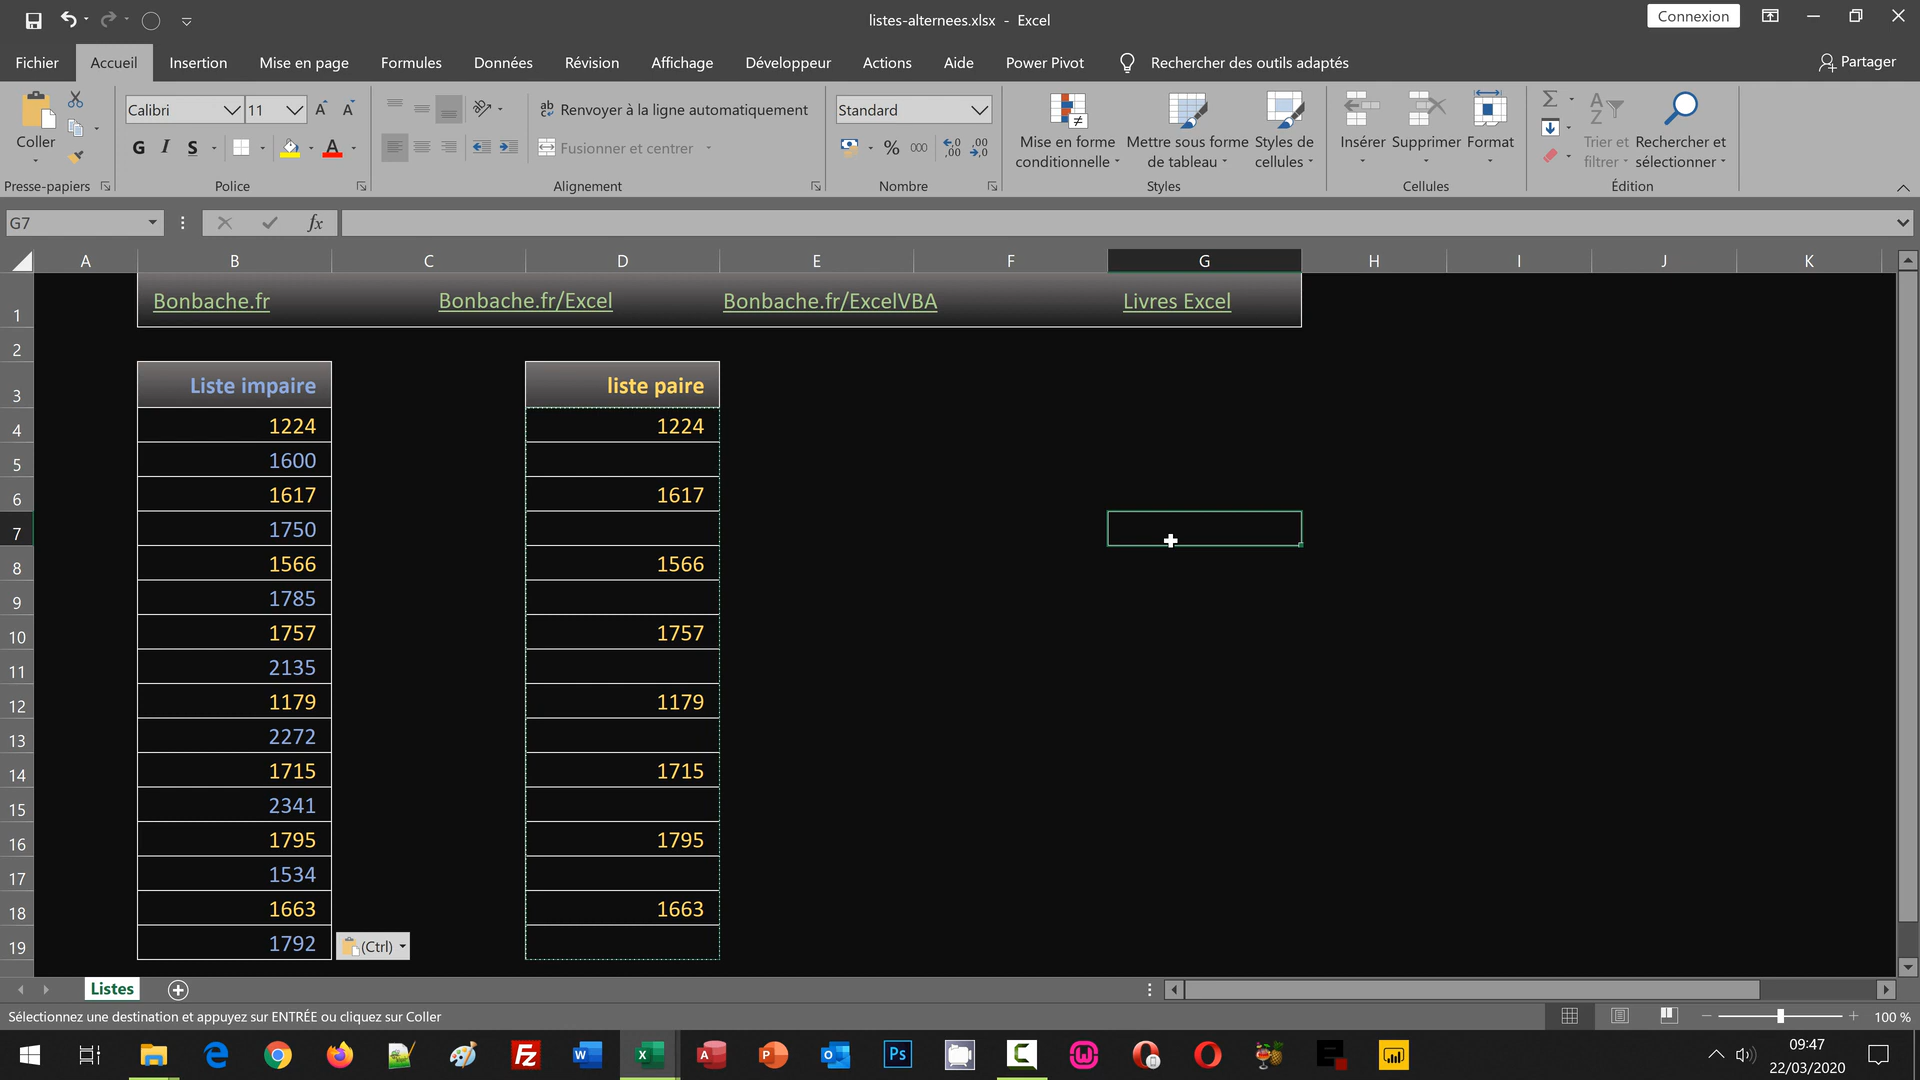 listes-alternees.xlsx - Excel
Connexion
Fichier Accueil Insertion Mise en page Formules Données Révision Affichage Développeur Actions Aide Power Pivot Rechercher des outils adaptés Partager
Coller
Calibri 11
G I S
ab Renvoyer à la ligne automatiquement
Fusionner et centrer
Standard
% 000 ,00 ,00
Mise en forme conditionnelle
Mettre sous forme de tableau
Styles de cellules
Insérer Supprimer Format
Trier et filtrer
Rechercher et sélectionner
Presse-papiers Police Alignement Nombre Styles Cellules Édition
G7 fx
A B C D E F G H I J K
1 Bonbache.fr Bonbache.fr/Excel Bonbache.fr/ExcelVBA Livres Excel
2
3 Liste impaire liste paire
4 1224 1224
5 1600
6 1617 1617
7 1750
8 1566 1566
9 1785
10 1757 1757
11 2135
12 1179 1179
13 2272
14 1715 1715
15 2341
16 1795 1795
17 1534
18 1663 1663
19 1792 (Ctrl)
Listes
Sélectionnez une destination et appuyez sur ENTRÉE ou cliquez sur Coller
100 %
09:47
22/03/2020